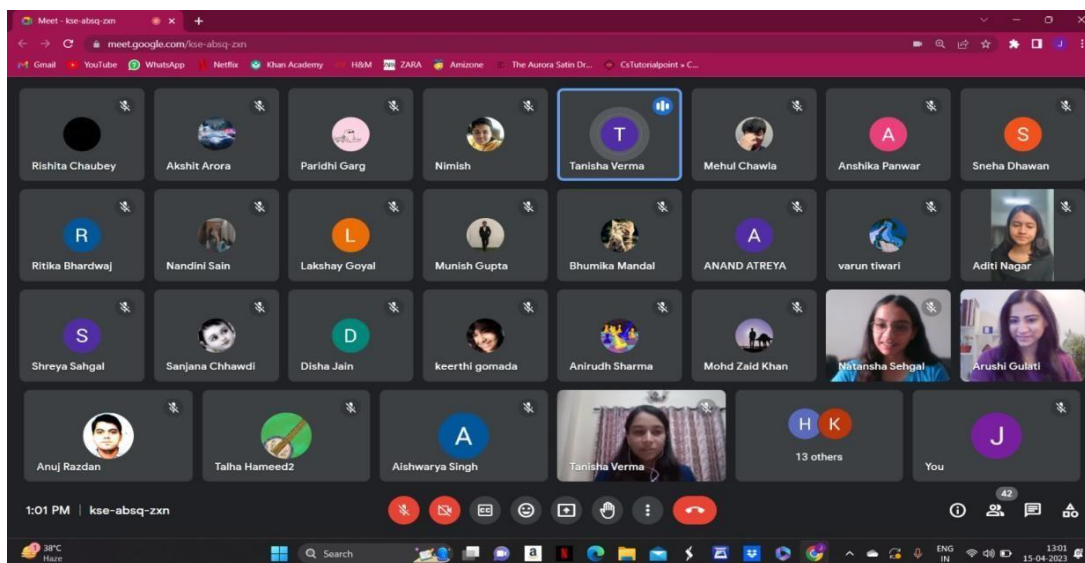 Meet - kse-absq-zxn
meet.google.com/kse-absq-zxn
Gmail YouTube WhatsApp Netflix Khan Academy H&M ZARA Amizone The Aurora Satin Dr... CsTutorialpoint » C...
J
T A S
Rishita Chaubey Akshit Arora Paridhi Garg Nimish Tanisha Verma Mehul Chawla Anshika Panwar Sneha Dhawan
R L A
Ritika Bhardwaj Nandini Sain Lakshay Goyal Munish Gupta Bhumika Mandal ANAND ATREYA varun tiwari Aditi Nagar
S D
Shreya Sahgal Sanjana Chhawdi Disha Jain keerthi gomada Anirudh Sharma Mohd Zaid Khan Natansha Sehgal Arushi Gulati
A H K J
13 others
Anuj Razdan Talha Hameed2 Aishwarya Singh Tanisha Verma You
42
1:01 PM | kse-absq-zxn
CC
38°C
Haze
Search
ENG
IN
13:01
15-04-2023